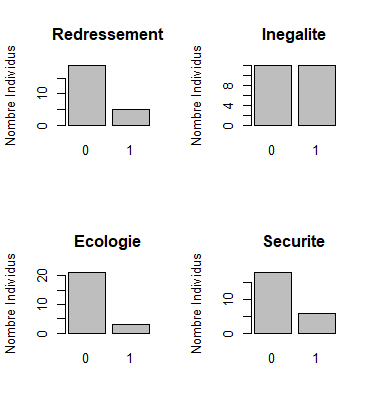 Redressement
Nombre Individus
10
0
0 1
Inegalite
Nombre Individus
8
4
0
0 1
Ecologie
Nombre Individus
20
10
0
0 1
Securite
Nombre Individus
10
0
0 1